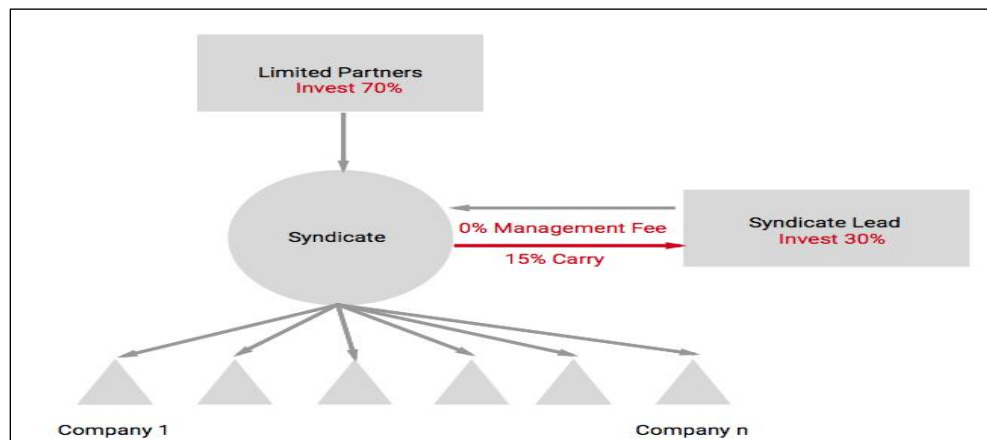 Limited Partners
Invest 70%
Syndicate
0% Management Fee
15% Carry
Syndicate Lead
Invest 30%
Company 1
Company n